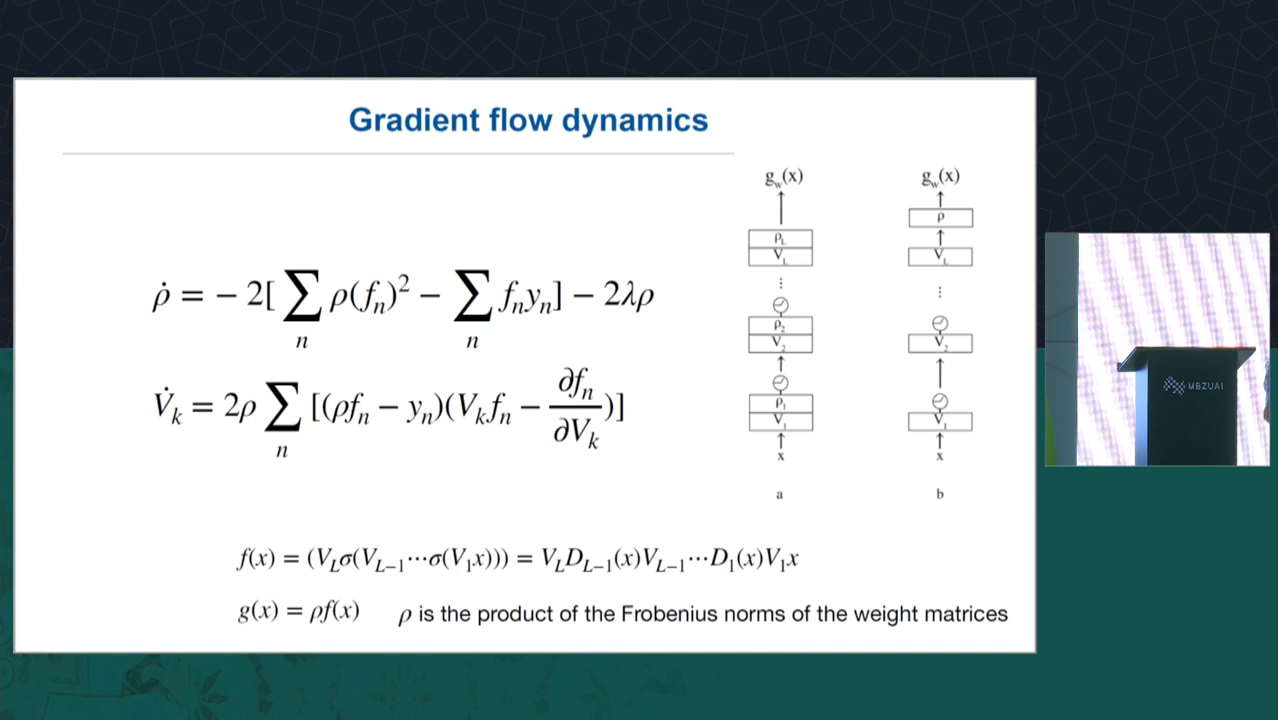 Gradient flow dynamics
ρ̇ = − 2[ ∑ₙ ρ(fₙ)² − ∑ₙ fₙyₙ] − 2λρ
V̇ₖ = 2ρ ∑ₙ [(ρfₙ − yₙ)(Vₖfₙ − ∂fₙ/∂Vₖ)]
g_w(x)
ρ_L
V_L
⋮
ρ₂
V₂
ρ₁
V₁
x
a
g_w(x)
ρ
V_L
⋮
V₂
V₁
x
b
f(x) = (V_Lσ(V_{L−1}⋯σ(V₁x))) = V_LD_{L−1}(x)V_{L−1}⋯D₁(x)V₁x
g(x) = ρf(x) ρ is the product of the Frobenius norms of the weight matrices
MBZUAI